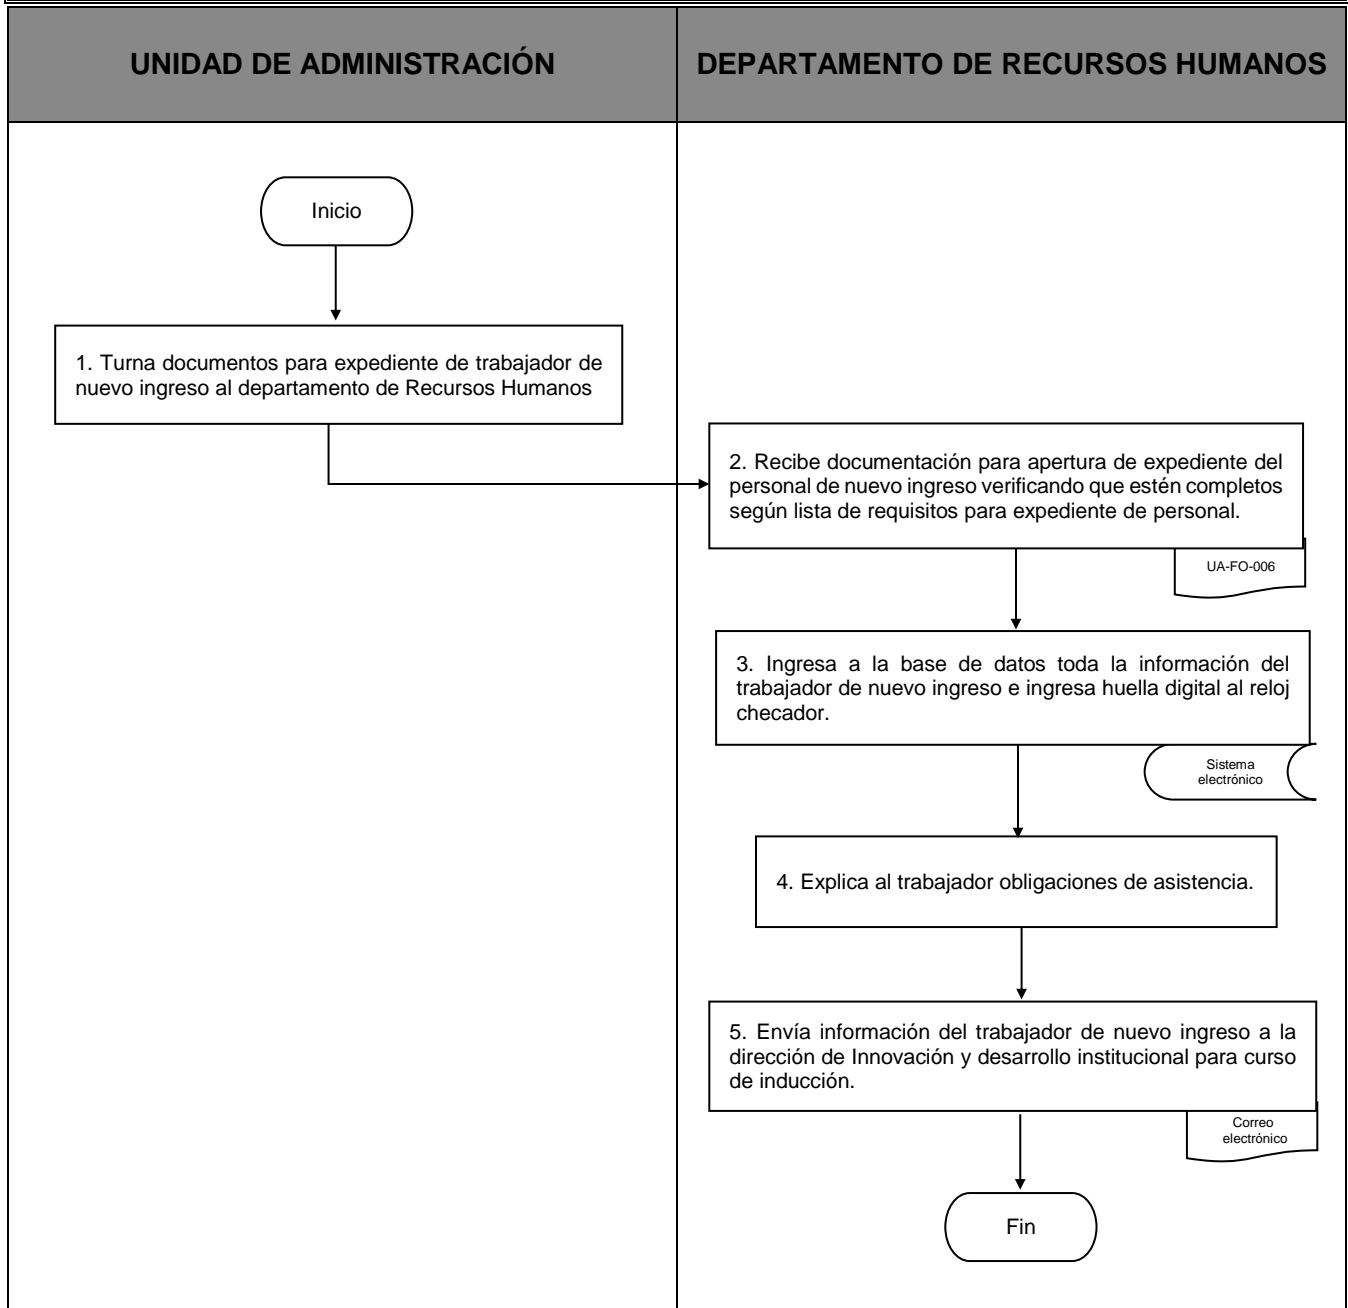 UNIDAD DE ADMINISTRACIÓN
DEPARTAMENTO DE RECURSOS HUMANOS
Inicio
1. Turna documentos para expediente de trabajador de
nuevo ingreso al departamento de Recursos Humanos
2. Recibe documentación para apertura de expediente del
personal de nuevo ingreso verificando que estén completos
según lista de requisitos para expediente de personal.
UA-FO-006
3. Ingresa a la base de datos toda la información del
trabajador de nuevo ingreso e ingresa huella digital al reloj
checador.
Sistema
electrónico
4. Explica al trabajador obligaciones de asistencia.
5. Envía información del trabajador de nuevo ingreso a la
dirección de Innovación y desarrollo institucional para curso
de inducción.
Correo
electrónico
Fin